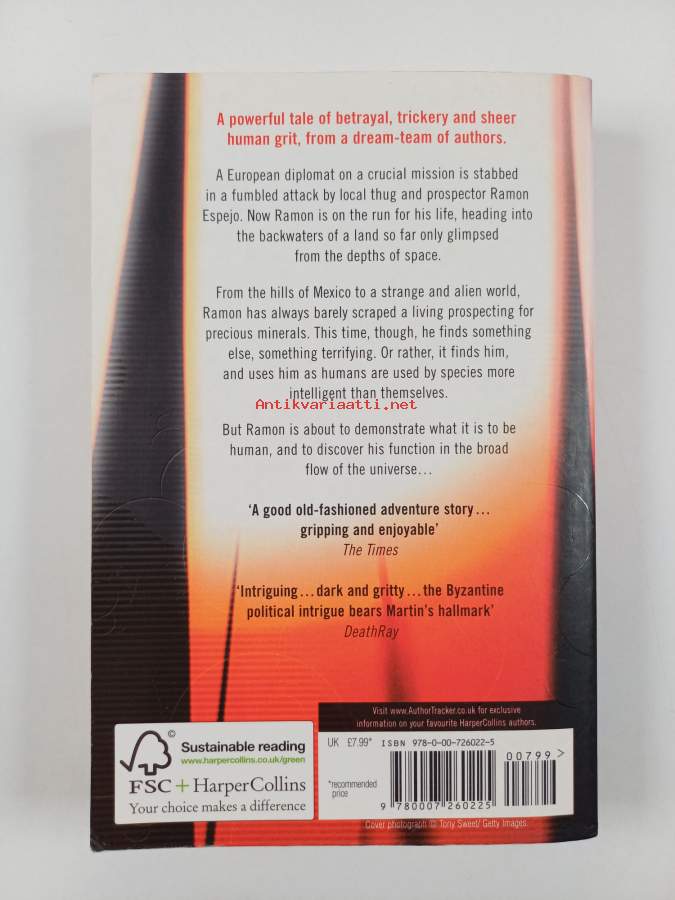 A powerful tale of betrayal, trickery and sheer
human grit, from a dream-team of authors.
A European diplomat on a crucial mission is stabbed
in a fumbled attack by local thug and prospector Ramon
Espejo. Now Ramon is on the run for his life, heading into
the backwaters of a land so far only glimpsed
from the depths of space.
From the hills of Mexico to a strange and alien world,
Ramon has always barely scraped a living prospecting for
precious minerals. This time, though, he finds something
else, something terrifying. Or rather, it finds him,
and uses him as humans are used by species more
intelligent than themselves.
Antikvariaatti.net
But Ramon is about to demonstrate what it is to be
human, and to discover his function in the broad
flow of the universe...
‘A good old-fashioned adventure story...
gripping and enjoyable’
The Times
‘Intriguing...dark and gritty...the Byzantine
political intrigue bears Martin’s hallmark’
DeathRay
Visit www.AuthorTracker.co.uk for exclusive
information on your favourite HarperCollins authors.
©
Sustainable reading
www.harpercollins.co.uk/green
FSC + HarperCollins
Your choice makes a difference
UK £7.99* ISBN 978-0-00-726022-5
00799 >
*recommended
price
9 780007 260225
Cover photograph © Tony Sweet/ Getty Images.